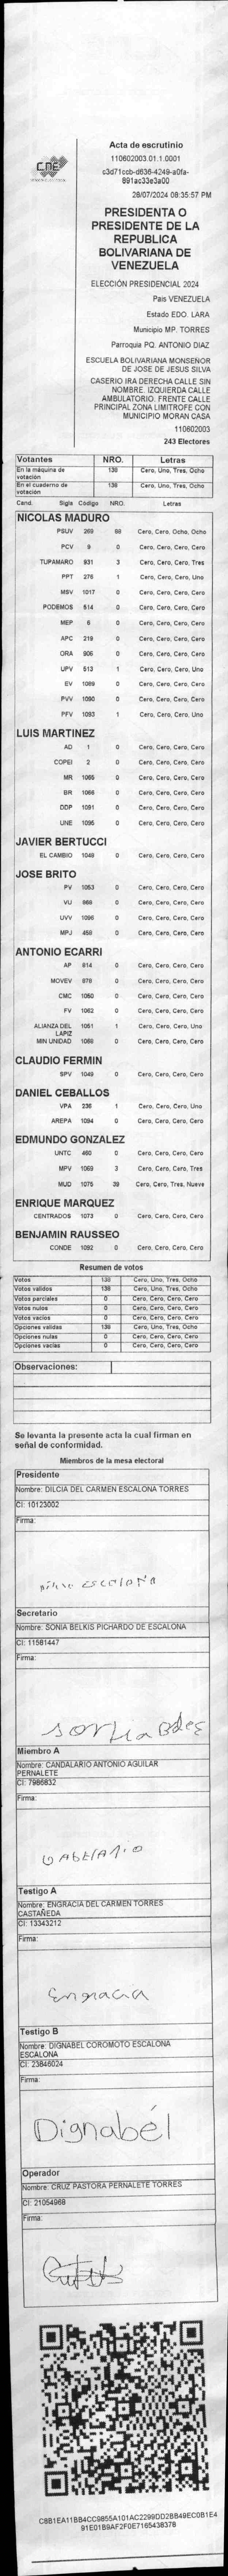 CNE
Acta de escrutinio
110602003.01.1.0001
c3d71ccb-d636-4249-a0fa-
891ac33e3a00
28/07/2024 08:35:57 PM
PRESIDENTA O
PRESIDENTE DE LA
REPUBLICA
BOLIVARIANA DE
VENEZUELA
ELECCIÓN PRESIDENCIAL 2024
Pais VENEZUELA
Estado EDO. LARA
Municipio MP. TORRES
Parroquia PQ. ANTONIO DIAZ
ESCUELA BOLIVARIANA MONSEÑOR
DE JOSE DE JESUS SILVA
CASERIO IRA DERECHA CALLE SIN
NOMBRE. IZQUIERDA CALLE
AMBULATORIO. FRENTE CALLE
PRINCIPAL ZONA LIMITROFE CON
MUNICIPIO MORAN CASA
110602003
243 Electores
Votantes NRO. Letras
En la máquina de votación 138 Cero, Uno, Tres, Ocho
En el cuaderno de votación 138 Cero, Uno, Tres, Ocho
Cand. Sigla Código NRO. Letras
NICOLAS MADURO
PSUV 269 88 Cero, Cero, Ocho, Ocho
PCV 9 0 Cero, Cero, Cero, Cero
TUPAMARO 931 3 Cero, Cero, Cero, Tres
PPT 276 1 Cero, Cero, Cero, Uno
MSV 1017 0 Cero, Cero, Cero, Cero
PODEMOS 514 0 Cero, Cero, Cero, Cero
MEP 6 0 Cero, Cero, Cero, Cero
APC 219 0 Cero, Cero, Cero, Cero
ORA 906 0 Cero, Cero, Cero, Cero
UPV 513 1 Cero, Cero, Cero, Uno
EV 1089 0 Cero, Cero, Cero, Cero
PVV 1090 0 Cero, Cero, Cero, Cero
PFV 1093 1 Cero, Cero, Cero, Uno
LUIS MARTINEZ
AD 1 0 Cero, Cero, Cero, Cero
COPEI 2 0 Cero, Cero, Cero, Cero
MR 1065 0 Cero, Cero, Cero, Cero
BR 1066 0 Cero, Cero, Cero, Cero
DDP 1091 0 Cero, Cero, Cero, Cero
UNE 1095 0 Cero, Cero, Cero, Cero
JAVIER BERTUCCI
EL CAMBIO 1048 0 Cero, Cero, Cero, Cero
JOSE BRITO
PV 1053 0 Cero, Cero, Cero, Cero
VU 968 0 Cero, Cero, Cero, Cero
UVV 1096 0 Cero, Cero, Cero, Cero
MPJ 458 0 Cero, Cero, Cero, Cero
ANTONIO ECARRI
AP 814 0 Cero, Cero, Cero, Cero
MOVEV 978 0 Cero, Cero, Cero, Cero
CMC 1050 0 Cero, Cero, Cero, Cero
FV 1062 0 Cero, Cero, Cero, Cero
ALIANZA DEL LAPIZ 1051 1 Cero, Cero, Cero, Uno
MIN UNIDAD 1068 0 Cero, Cero, Cero, Cero
CLAUDIO FERMIN
SPV 1049 0 Cero, Cero, Cero, Cero
DANIEL CEBALLOS
VPA 236 1 Cero, Cero, Cero, Uno
AREPA 1094 0 Cero, Cero, Cero, Cero
EDMUNDO GONZALEZ
UNTC 460 0 Cero, Cero, Cero, Cero
MPV 1069 3 Cero, Cero, Cero, Tres
MUD 1075 39 Cero, Cero, Tres, Nueve
ENRIQUE MARQUEZ
CENTRADOS 1073 0 Cero, Cero, Cero, Cero
BENJAMIN RAUSSEO
CONDE 1092 0 Cero, Cero, Cero, Cero
Resumen de votos
Votos 138 Cero, Uno, Tres, Ocho
Votos validos 138 Cero, Uno, Tres, Ocho
Votos parciales 0 Cero, Cero, Cero, Cero
Votos nulos 0 Cero, Cero, Cero, Cero
Votos vacios 0 Cero, Cero, Cero, Cero
Opciones validas 138 Cero, Uno, Tres, Ocho
Opciones nulas 0 Cero, Cero, Cero, Cero
Opciones vacias 0 Cero, Cero, Cero, Cero
Observaciones:
Se levanta la presente acta la cual firman en
señal de conformidad.
Miembros de la mesa electoral
Presidente
Nombre: DILCIA DEL CARMEN ESCALONA TORRES
CI: 10123002
Firma:
Dilcia ESCALONA
Secretario
Nombre: SONIA BELKIS PICHARDO DE ESCALONA
CI: 11581447
Firma:
Sonia
Miembro A
Nombre: CANDALARIO ANTONIO AGUILAR
PERNALETE
CI: 7986832
Firma:
Testigo A
Nombre: ENGRACIA DEL CARMEN TORRES
CASTAÑEDA
CI: 13343212
Firma:
Engracia
Testigo B
Nombre: DIGNABEL COROMOTO ESCALONA
ESCALONA
CI: 23846024
Firma:
Dignabél
Operador
Nombre: CRUZ PASTORA PERNALETE TORRES
CI: 21054968
Firma:
C8B1EA11BB4CC9855A101AC2299DD2BB49EC0B1E4
91E01B9AF2F0E7165438378